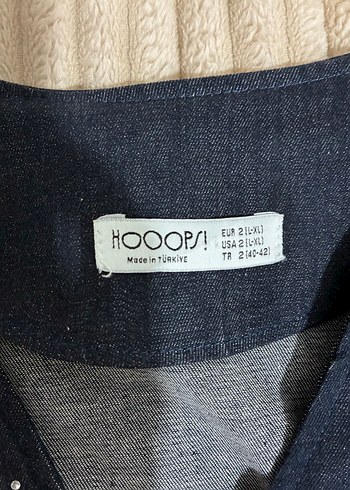 HOOOPS!
Made in TÜRKİYE
EUR 2 (L-XL)
USA 2 (L-XL)
TR 2 (40-42)